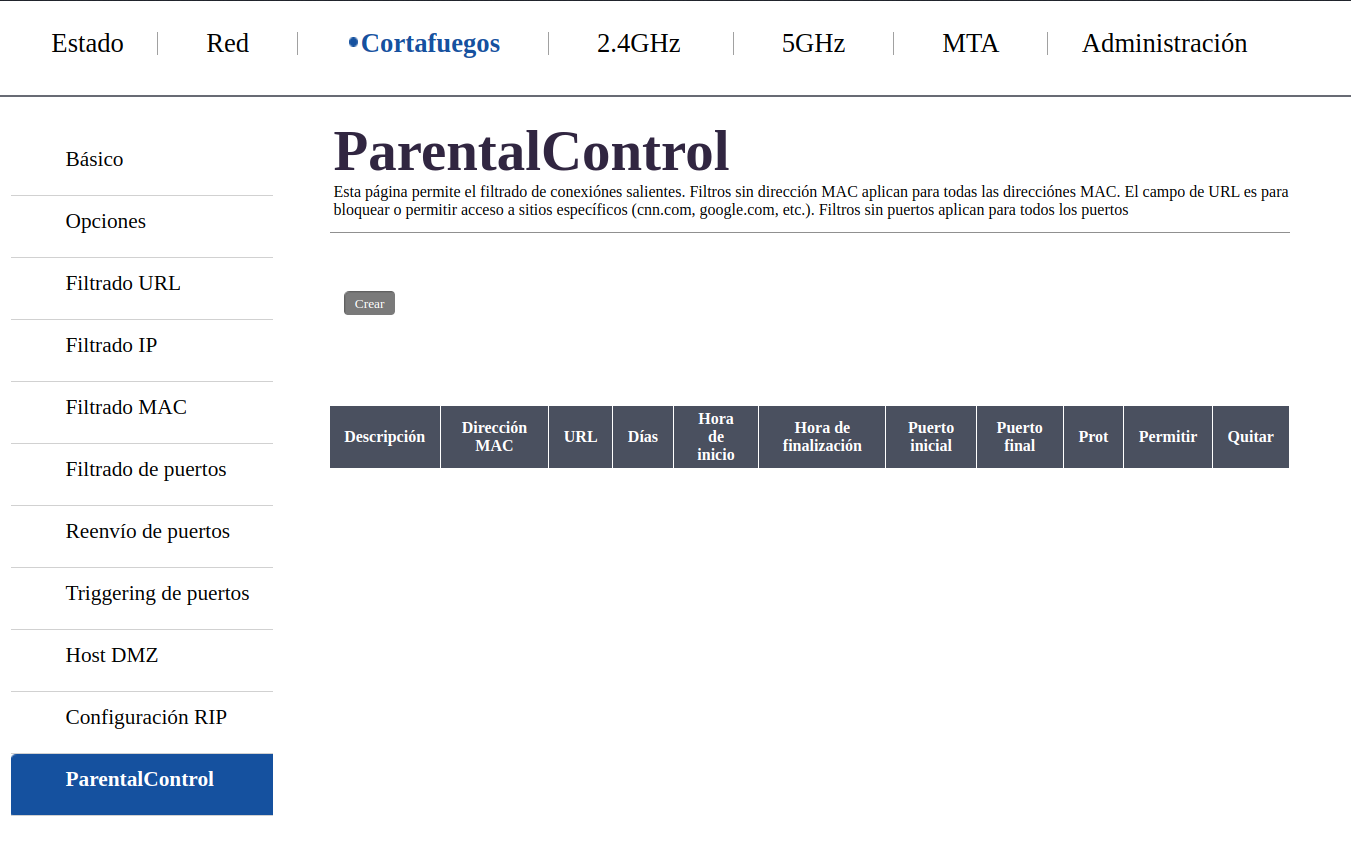 Estado
Red
Cortafuegos
2.4GHz
5GHz
MTA
Administración
Básico
Opciones
Filtrado URL
Filtrado IP
Filtrado MAC
Filtrado de puertos
Reenvío de puertos
Triggering de puertos
Host DMZ
Configuración RIP
ParentalControl
ParentalControl
Esta página permite el filtrado de conexiónes salientes. Filtros sin dirección MAC aplican para todas las direcciónes MAC. El campo de URL es para
bloquear o permitir acceso a sitios específicos (cnn.com, google.com, etc.). Filtros sin puertos aplican para todos los puertos
Crear
Descripción
Dirección
MAC
URL
Días
Hora
de
inicio
Hora de
finalización
Puerto
inicial
Puerto
final
Prot
Permitir
Quitar